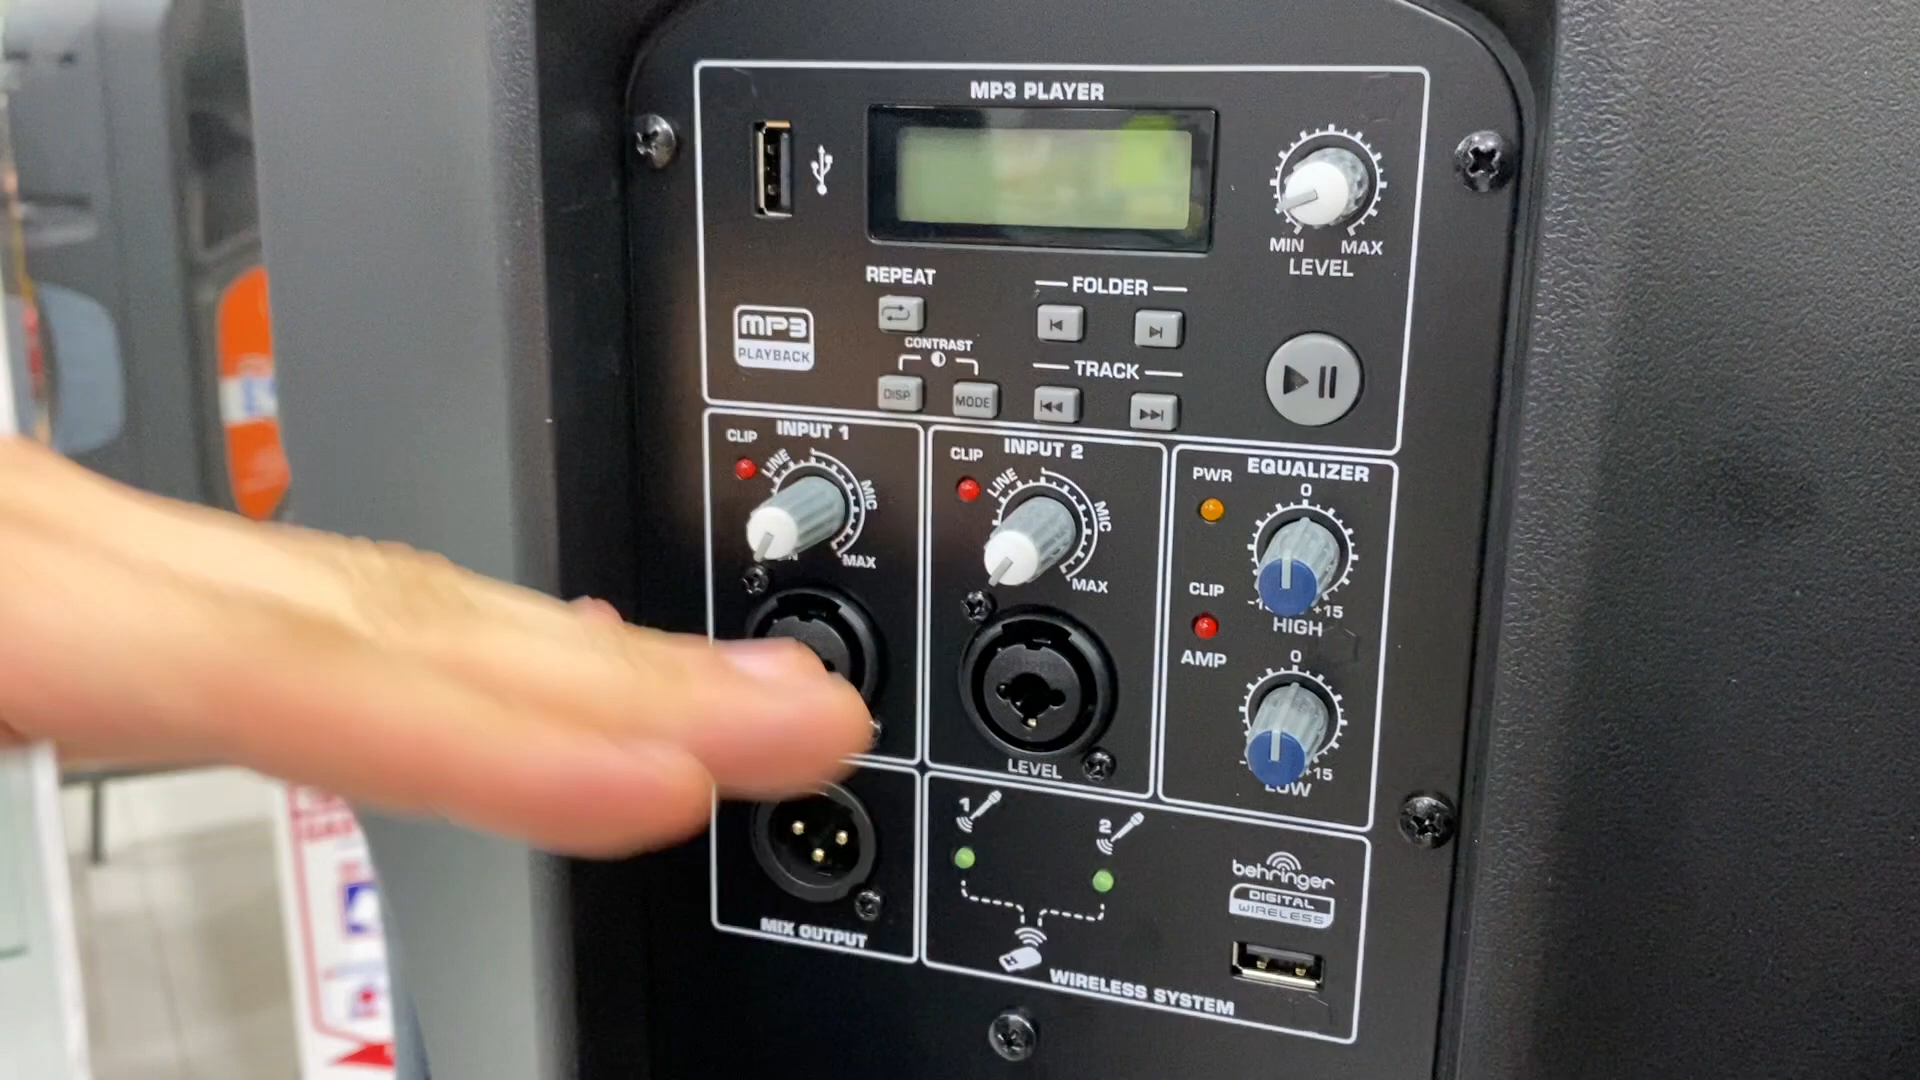 MP3 PLAYER
MIN
MAX
LEVEL
REPEAT
FOLDER
MP3
PLAYBACK
CONTRAST
TRACK
DISP.
MODE
INPUT 1
CLIP
LINE
MIC
MAX
INPUT 2
CLIP
LINE
MIC
MAX
LEVEL
EQUALIZER
PWR
0
+15
HIGH
CLIP
AMP
0
+15
LOW
MIX OUTPUT
1
2
behringer
DIGITAL
WIRELESS
WIRELESS SYSTEM